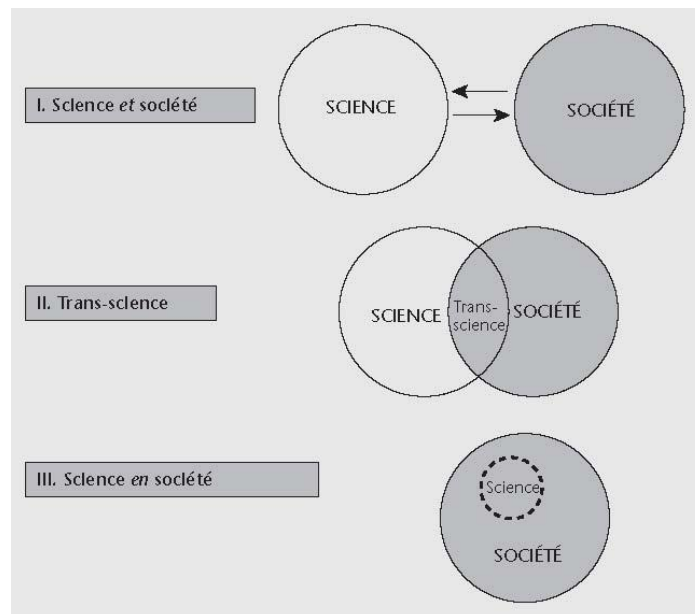 I. Science et société
SCIENCE
SOCIÉTÉ
II. Trans-science
SCIENCE
Trans-
science
SOCIÉTÉ
III. Science en société
Science
SOCIÉTÉ